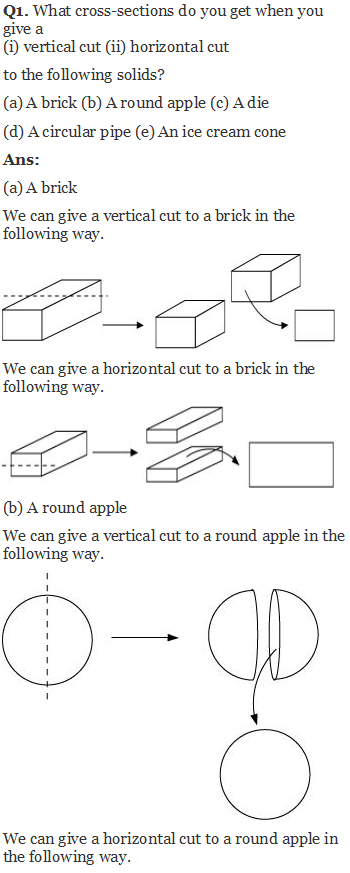 Q1. What cross-sections do you get when you
give a
(i) vertical cut (ii) horizontal cut
to the following solids?
(a) A brick (b) A round apple (c) A die
(d) A circular pipe (e) An ice cream cone
Ans:
(a) A brick
We can give a vertical cut to a brick in the
following way.
We can give a horizontal cut to a brick in the
following way.
(b) A round apple
We can give a vertical cut to a round apple in the
following way.
We can give a horizontal cut to a round apple in
the following way.